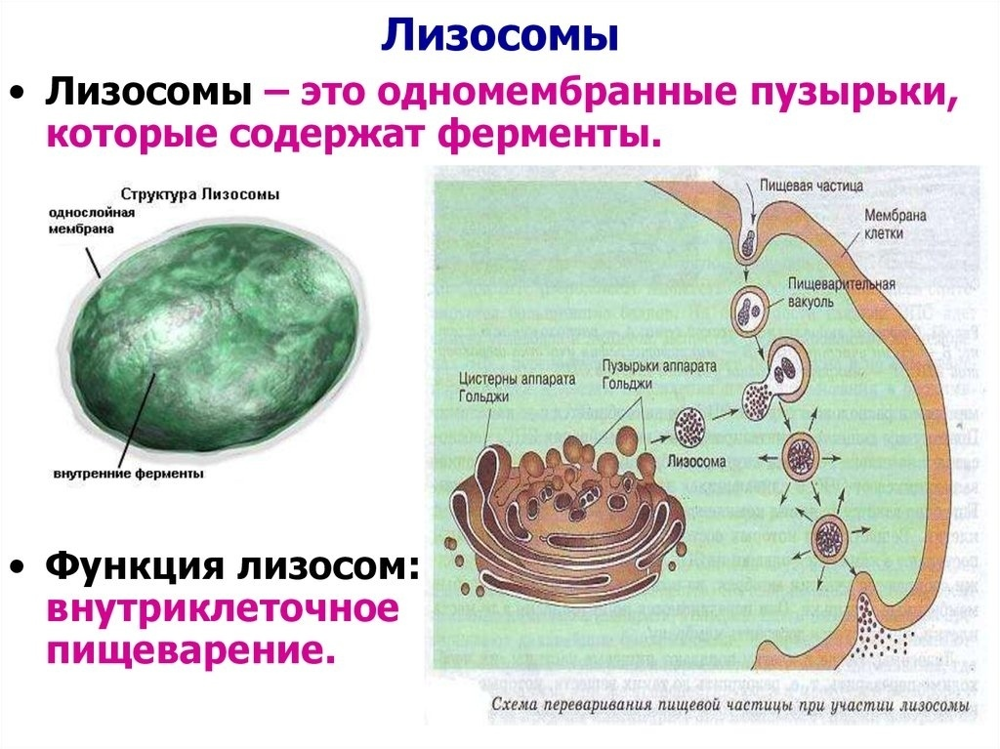 Лизосомы
• Лизосомы – это одномембранные пузырьки,
которые содержат ферменты.
Структура Лизосомы
однослойная
мембрана
внутренние ферменты
Пищевая частица
Мембрана
клетки
Пищеварительная
вакуоль
Цистерны аппарата
Гольджи
Пузырьки аппарата
Гольджи
Лизосома
• Функция лизосом:
внутриклеточное
пищеварение.
Схема переваривания пищевой частицы при участии лизосомы